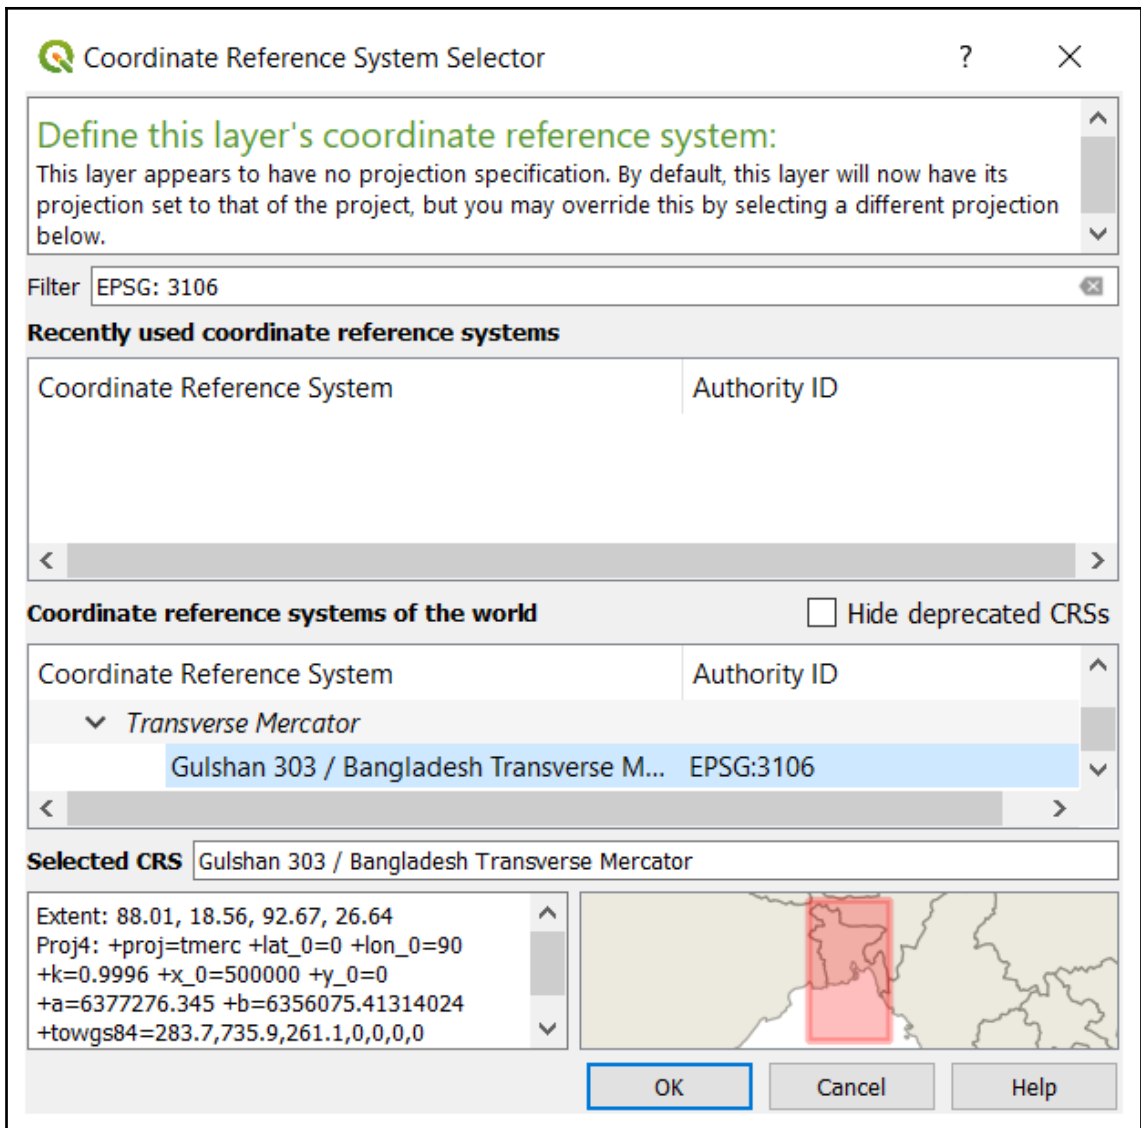 Coordinate Reference System Selector
?
Define this layer's coordinate reference system:
This layer appears to have no projection specification. By default, this layer will now have its
projection set to that of the project, but you may override this by selecting a different projection
below.
Filter EPSG: 3106
Recently used coordinate reference systems
Coordinate Reference System Authority ID
Coordinate reference systems of the world Hide deprecated CRSs
Coordinate Reference System Authority ID
Transverse Mercator
Gulshan 303 / Bangladesh Transverse M... EPSG:3106
Selected CRS Gulshan 303 / Bangladesh Transverse Mercator
Extent: 88.01, 18.56, 92.67, 26.64
Proj4: +proj=tmerc +lat_0=0 +lon_0=90
+k=0.9996 +x_0=500000 +y_0=0
+a=6377276.345 +b=6356075.41314024
+towgs84=283.7,735.9,261.1,0,0,0,0
OK Cancel Help